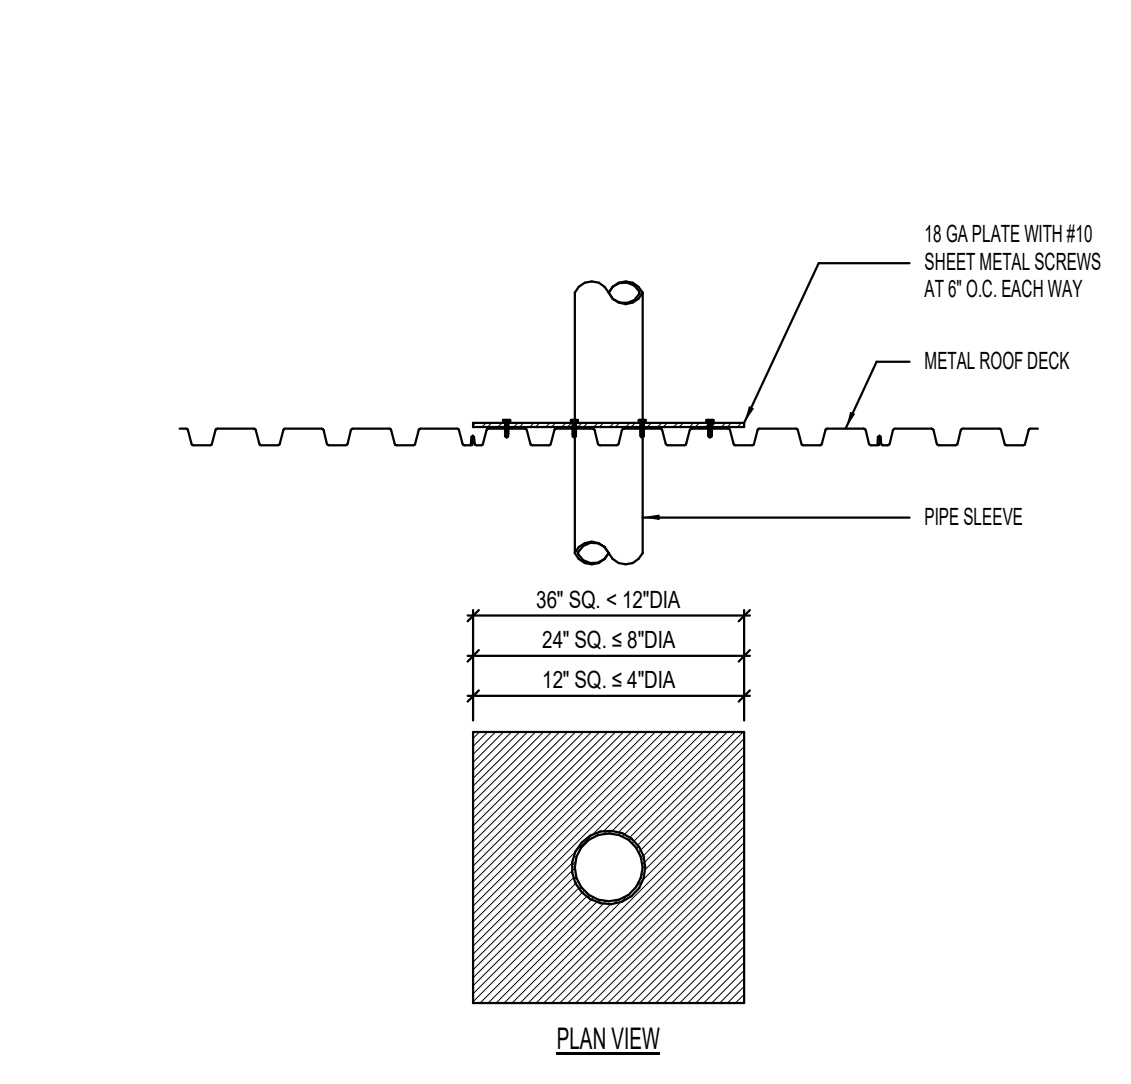 18 GA PLATE WITH #10
SHEET METAL SCREWS
AT 6" O.C. EACH WAY
METAL ROOF DECK
PIPE SLEEVE
36" SQ. < 12"DIA
24" SQ. ≤ 8"DIA
12" SQ. ≤ 4"DIA
PLAN VIEW